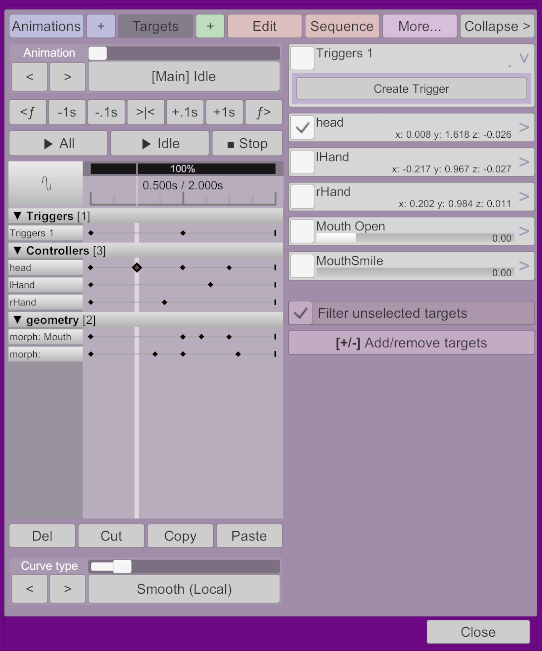 Animations + Targets + Edit Sequence More... Collapse >
Animation
< > [Main] Idle
<ƒ -1s -.1s >|< +.1s +1s ƒ>
▶ All ▶ Idle ■ Stop
100%
0.500s / 2.000s
▼ Triggers [1]
Triggers 1
▼ Controllers [3]
head
lHand
rHand
▼ geometry [2]
morph: Mouth
morph:
Del Cut Copy Paste
Curve type
< > Smooth (Local)
Triggers 1
-
Create Trigger
head
x: 0.008 y: 1.618 z: -0.026
lHand
x: -0.217 y: 0.967 z: -0.027
rHand
x: 0.202 y: 0.984 z: 0.011
Mouth Open
0.00
MouthSmile
0.00
Filter unselected targets
[+/-] Add/remove targets
Close